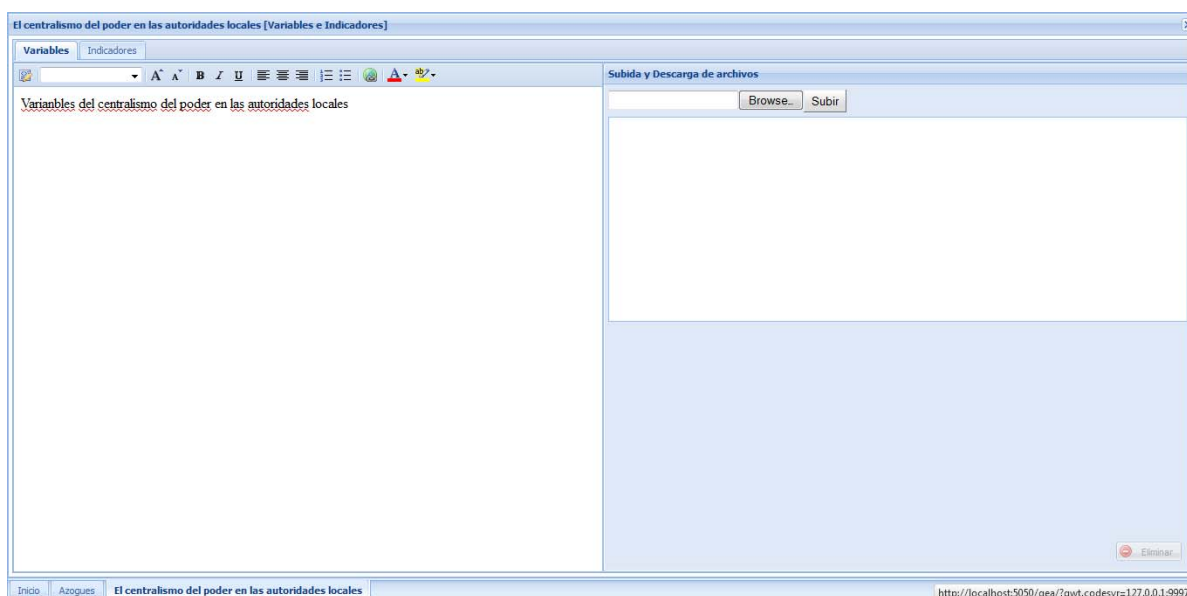 El centralismo del poder en las autoridades locales [Variables e Indicadores]
Variables Indicadores
A A B I U A ab
Subida y Descarga de archivos
Varianbles del centralismo del poder en las autoridades locales
Browse.. Subir
Eliminar
Inicio Azogues El centralismo del poder en las autoridades locales
http://localhost:5050/gea/?gwt.codesvr=127.0.0.1:9997